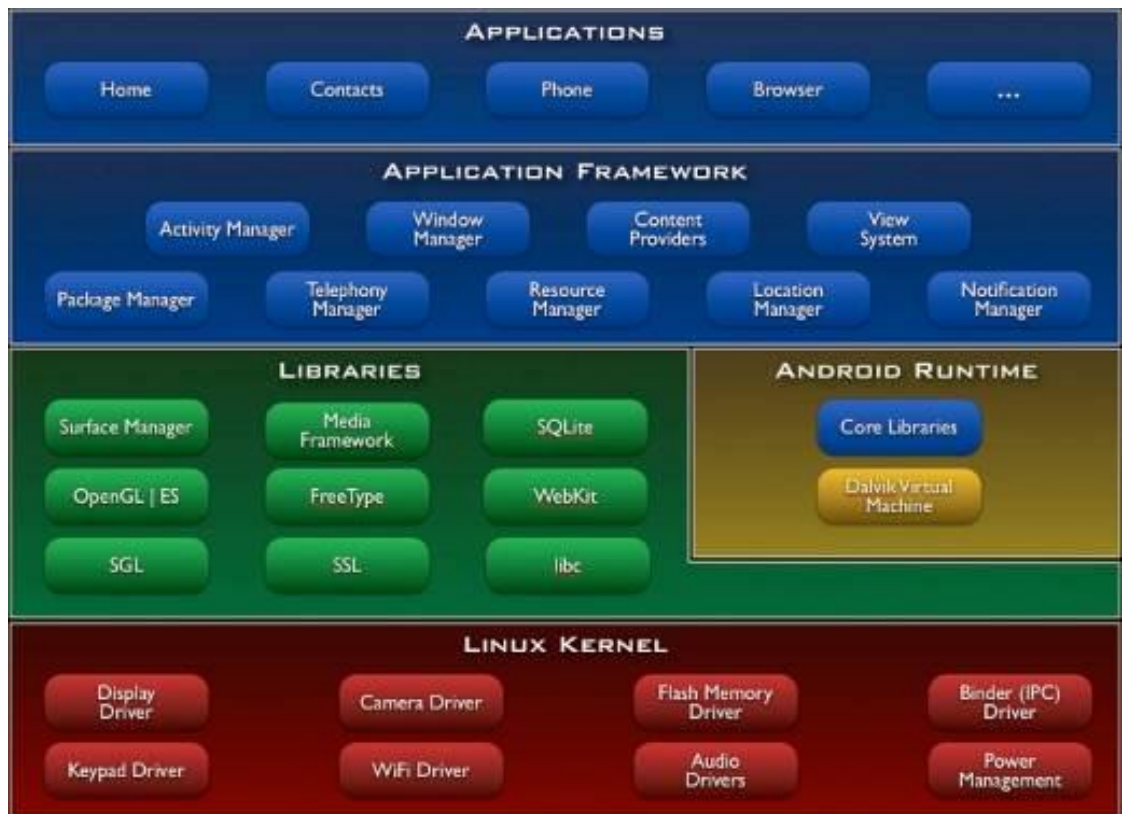 APPLICATIONS
Home
Contacts
Phone
Browser
...
APPLICATION FRAMEWORK
Activity Manager
Window
Manager
Content
Providers
View
System
Package Manager
Telephony
Manager
Resource
Manager
Location
Manager
Notification
Manager
LIBRARIES
Surface Manager
Media
Framework
SQLite
OpenGL | ES
FreeType
WebKit
SGL
SSL
libc
ANDROID RUNTIME
Core Libraries
Dalvik Virtual
Machine
LINUX KERNEL
Display
Driver
Camera Driver
Flash Memory
Driver
Binder (IPC)
Driver
Keypad Driver
WiFi Driver
Audio
Drivers
Power
Management